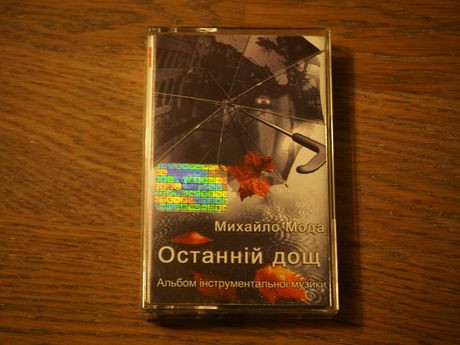 Михайло Мода
Останній дощ
Альбом інструментальної музики